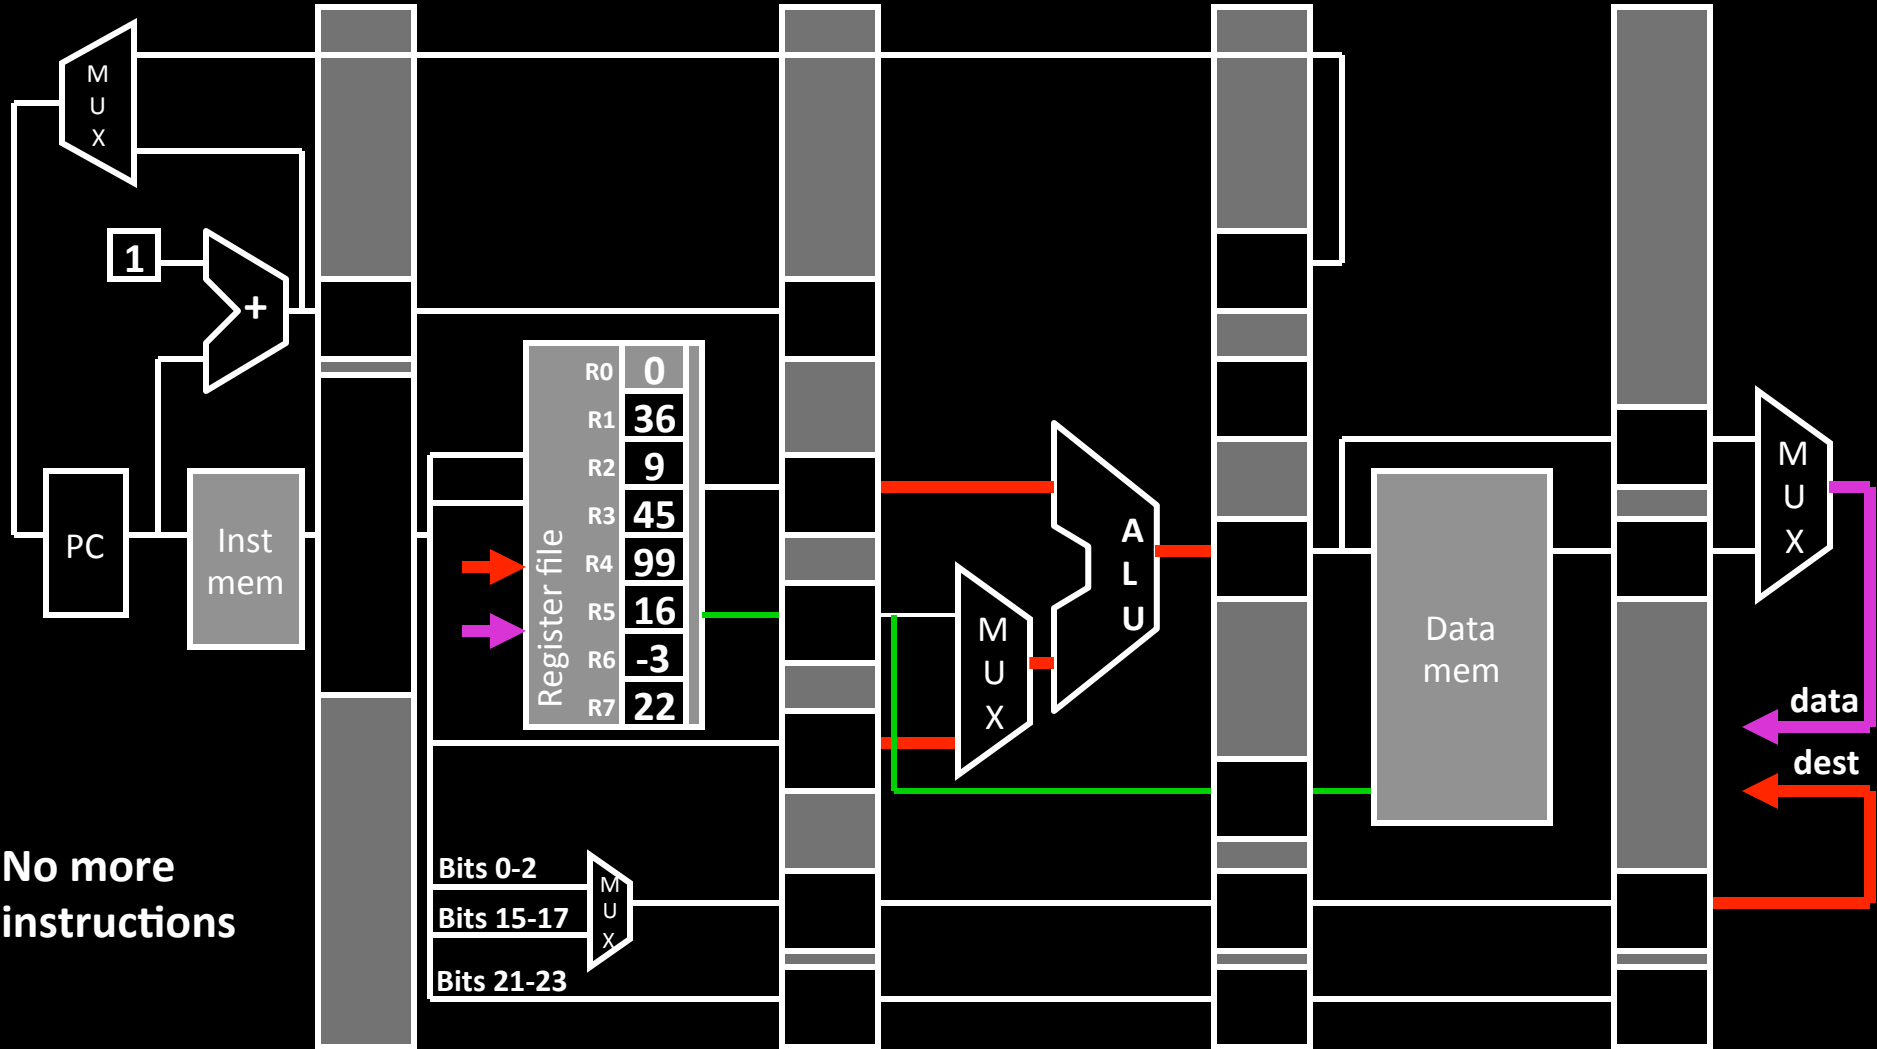 M
U
X
1
+
PC
Inst
mem
Register file
R0 0
R1 36
R2 9
R3 45
R4 99
R5 16
R6 -3
R7 22
M
U
X
A
L
U
Data
mem
M
U
X
data
dest
No more
instructions
Bits 0-2
Bits 15-17
Bits 21-23
M
U
X